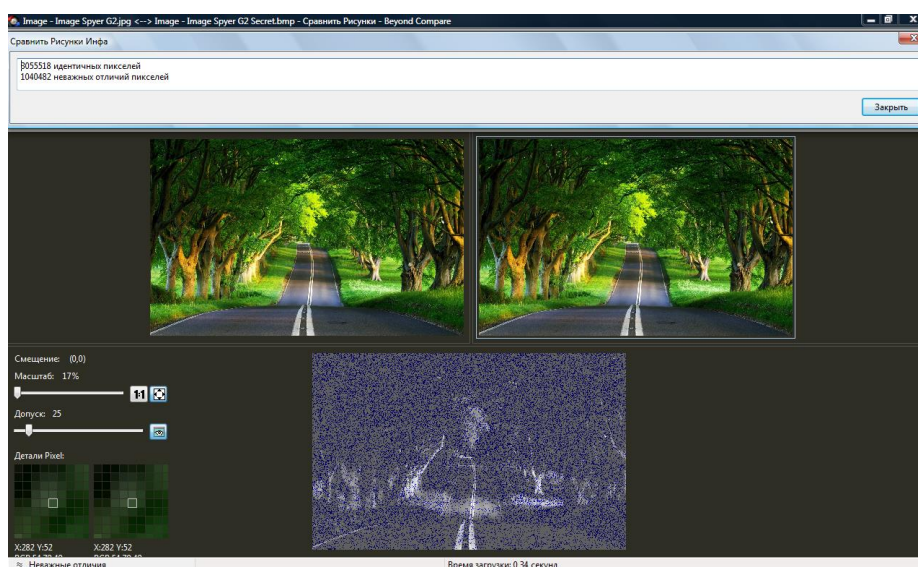 Image - Image Spyer G2.jpg <--> Image - Image Spyer G2 Secret.bmp - Сравнить Рисунки - Beyond Compare
Сравнить Рисунки Инфа
3055518 идентичных пикселей
1040482 неважных отличий пикселей
Закрыть
Смещение: (0,0)
Масштаб: 17%
1:1
Допуск: 25
Детали Pixel:
X:282 Y:52 X:282 Y:52
≈ Неважные отличия Время загрузки: 0.34 секунд